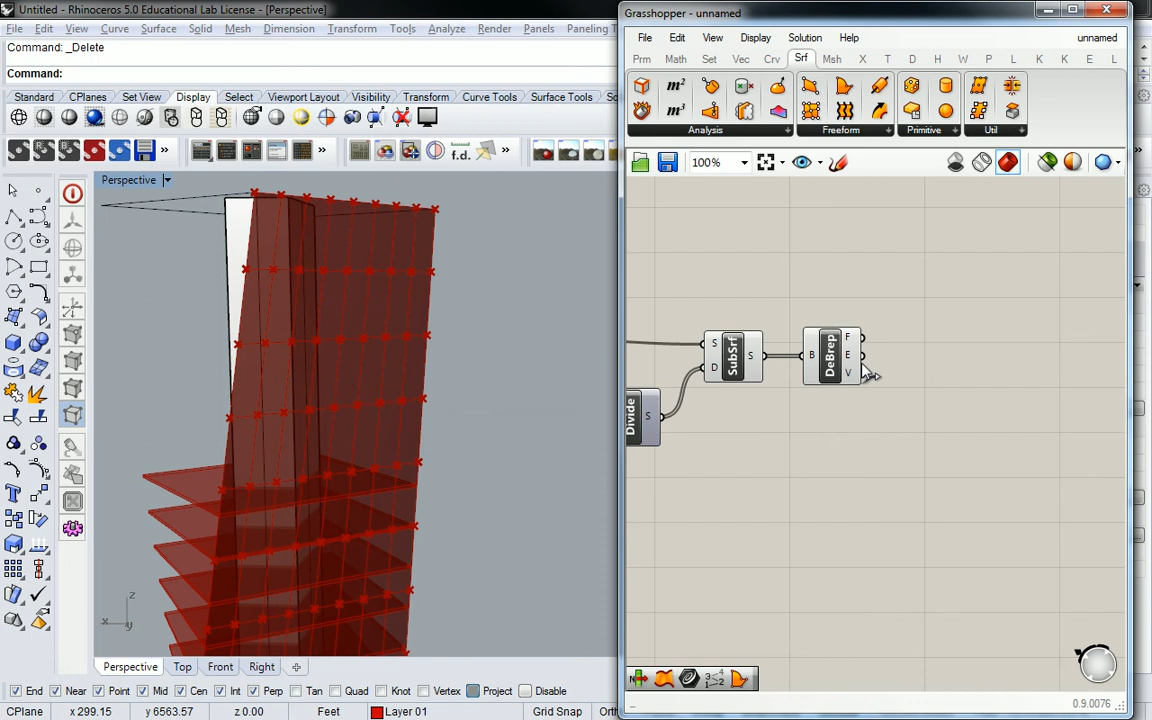 Untitled - Rhinoceros 5.0 Educational Lab License - [Perspective]
File Edit View Curve Surface Solid Mesh Dimension Transform Tools Analyze Render Panels Paneling T
Command: _Delete
Command:
Standard CPlanes Set View Display Select Viewport Layout Visibility Transform Curve Tools Surface Tools So
f.d.
Perspective
z
x y
Perspective Top Front Right
End Near Point Mid Cen Int Perp Tan Quad Knot Vertex Project Disable
CPlane x 299.15 y 6563.57 z 0.00 Feet Layer 01 Grid Snap Orth
Grasshopper - unnamed
File Edit View Display Solution Help unnamed
Prm Math Set Vec Crv Srf Msh X T D H W P L E L
m²
m³
Analysis Freeform Primitive Util
100%
S
D
SubSrf
S
B
DeBrep
F
E
V
Divide
S
0.9.0076